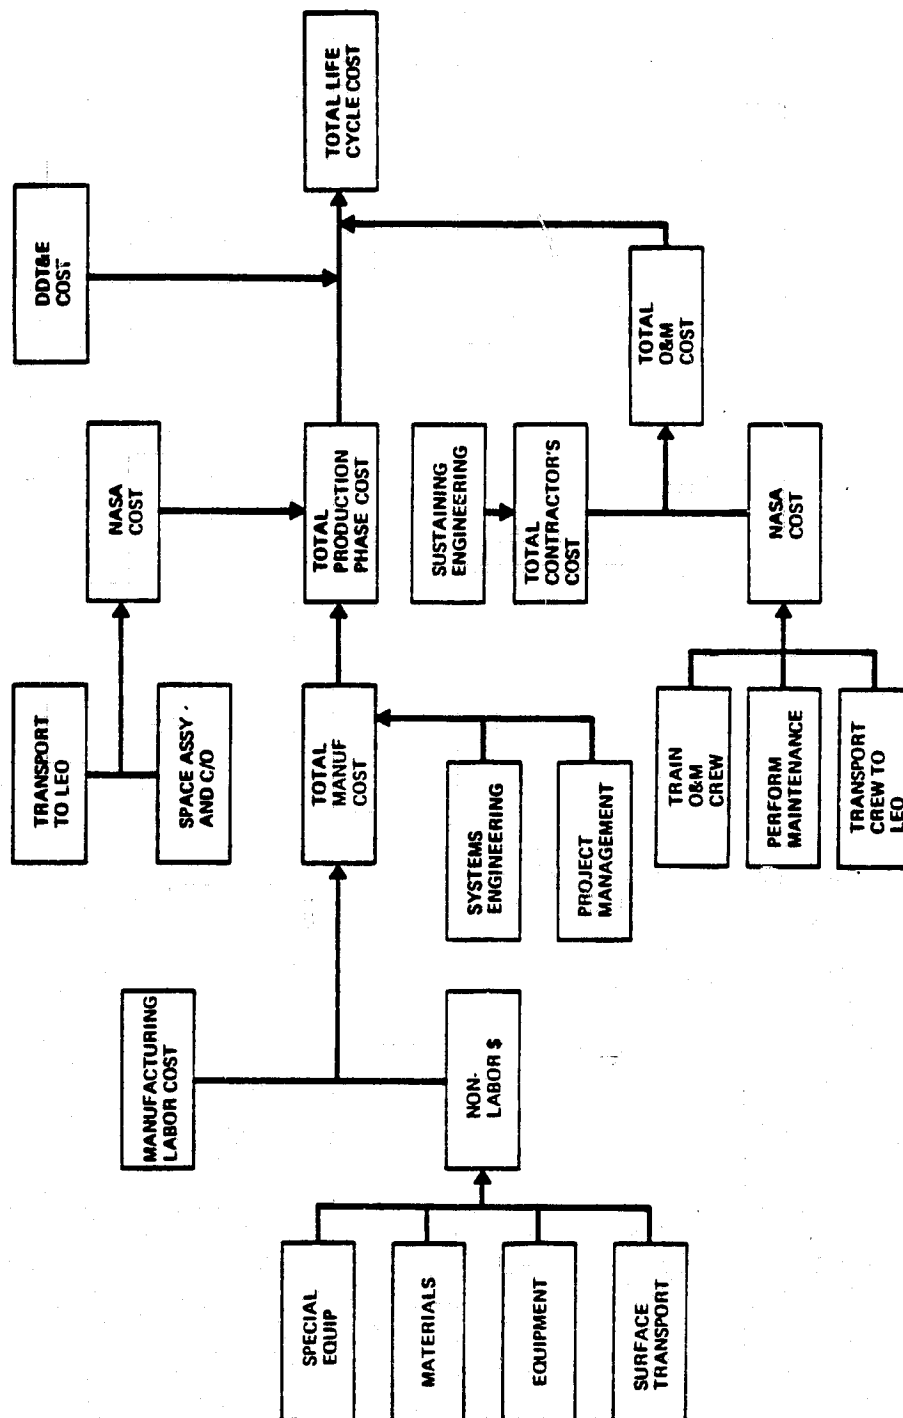 SPECIAL
EQUIP
MATERIALS
EQUIPMENT
SURFACE
TRANSPORT
MANUFACTURING
LABOR COST
NON-
LABOR $
TRANSPORT
TO LEO
SPACE ASSY
AND C/O
TOTAL
MANUF
COST
SYSTEMS
ENGINEERING
PROJECT
MANAGEMENT
TRAIN
O&M
CREW
PERFORM
MAINTENANCE
TRANSPORT
CREW TO
LEO
NASA
COST
TOTAL
PRODUCTION
PHASE COST
SUSTAINING
ENGINEERING
TOTAL
CONTRACTOR'S
COST
NASA
COST
DDT&E
COST
TOTAL
O&M
COST
TOTAL LIFE
CYCLE COST